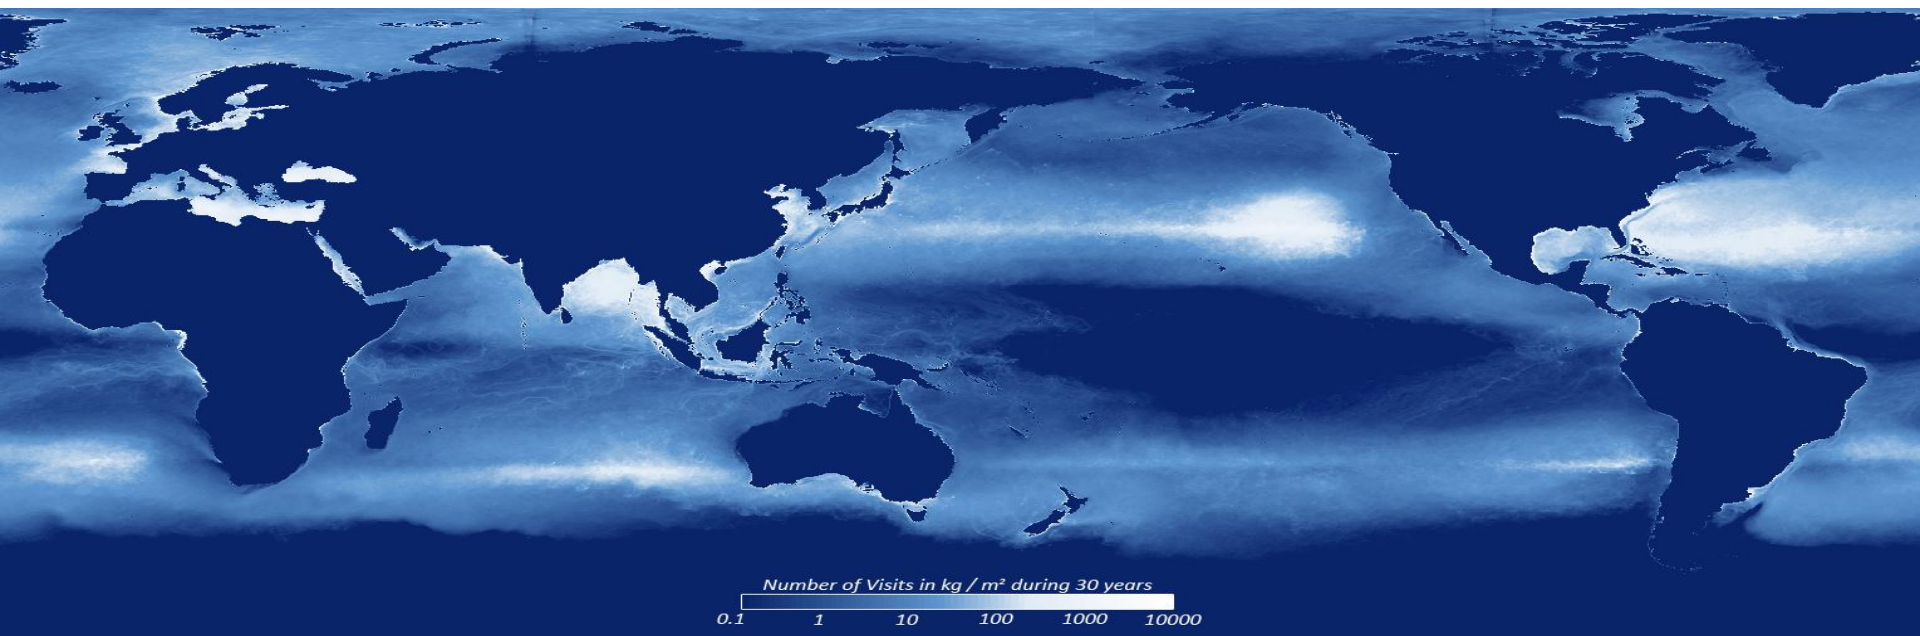 Number of Visits in kg / m² during 30 years
0.1 1 10 100 1000 10000